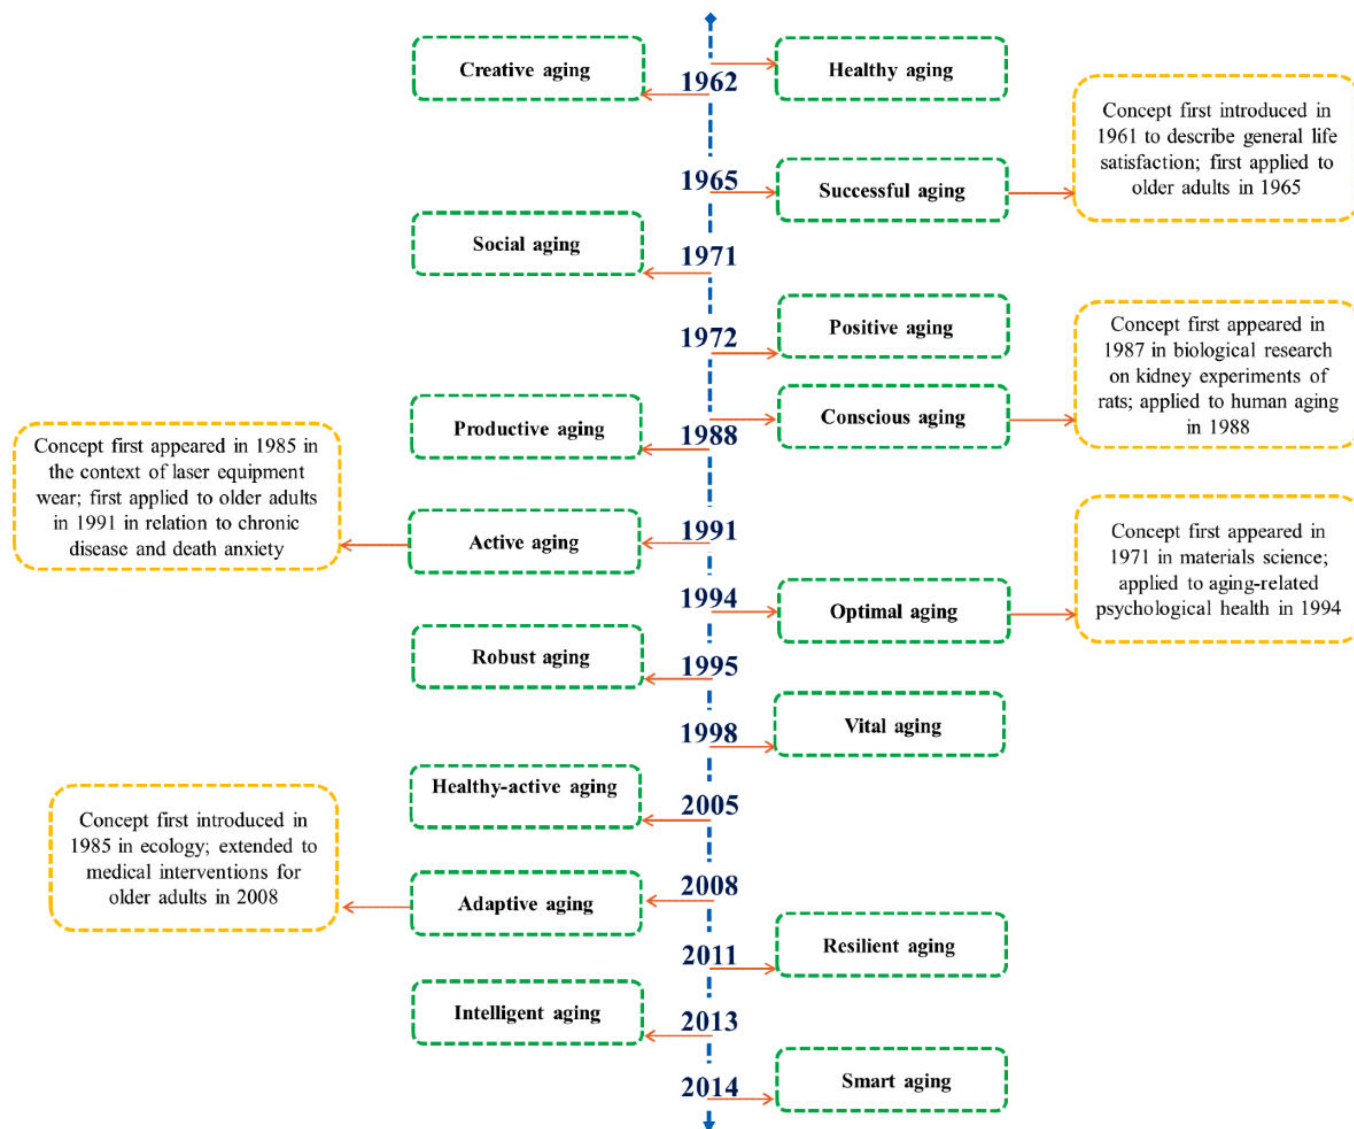 Creative aging
Healthy aging
1962
Concept first introduced in
1961 to describe general life
satisfaction; first applied to
older adults in 1965
1965
Successful aging
Social aging
1971
Positive aging
1972
Concept first appeared in
1987 in biological research
on kidney experiments of
rats; applied to human aging
in 1988
Conscious aging
Productive aging
1988
Concept first appeared in 1985 in
the context of laser equipment
wear; first applied to older adults
in 1991 in relation to chronic
disease and death anxiety
Active aging
1991
Concept first appeared in
1971 in materials science;
applied to aging-related
psychological health in 1994
1994
Optimal aging
Robust aging
1995
Vital aging
1998
Healthy-active aging
2005
Concept first introduced in
1985 in ecology; extended to
medical interventions for
older adults in 2008
Adaptive aging
2008
Resilient aging
2011
Intelligent aging
2013
Smart aging
2014